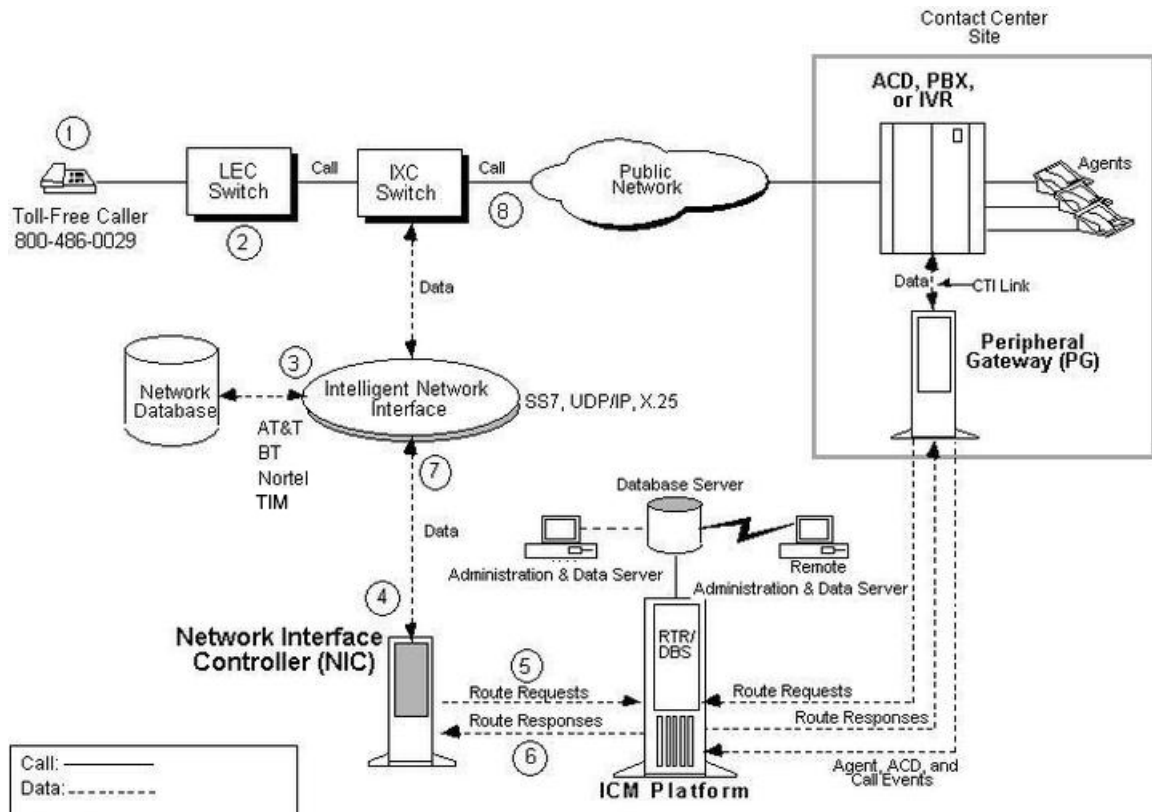 Contact Center
Site
ACD, PBX,
or IVR
1
LEC
Switch
Call
IXC
Switch
Call
Public
Network
Agents
Toll-Free Caller
800-486-0029
2
8
Data
Data
CTI Link
Peripheral
Gateway (PG)
3
Network
Database
Intelligent Network
Interface
SS7, UDP/IP, X.25
AT&T
BT
Nortel
TIM
7
Database Server
Data
Administration & Data Server
Remote
Administration & Data Server
4
Network Interface
Controller (NIC)
RTR/
DBS
5
Route Requests
Route Requests
Route Responses
Route Responses
6
Agent, ACD, and
Call Events
ICM Platform
Call:
Data: